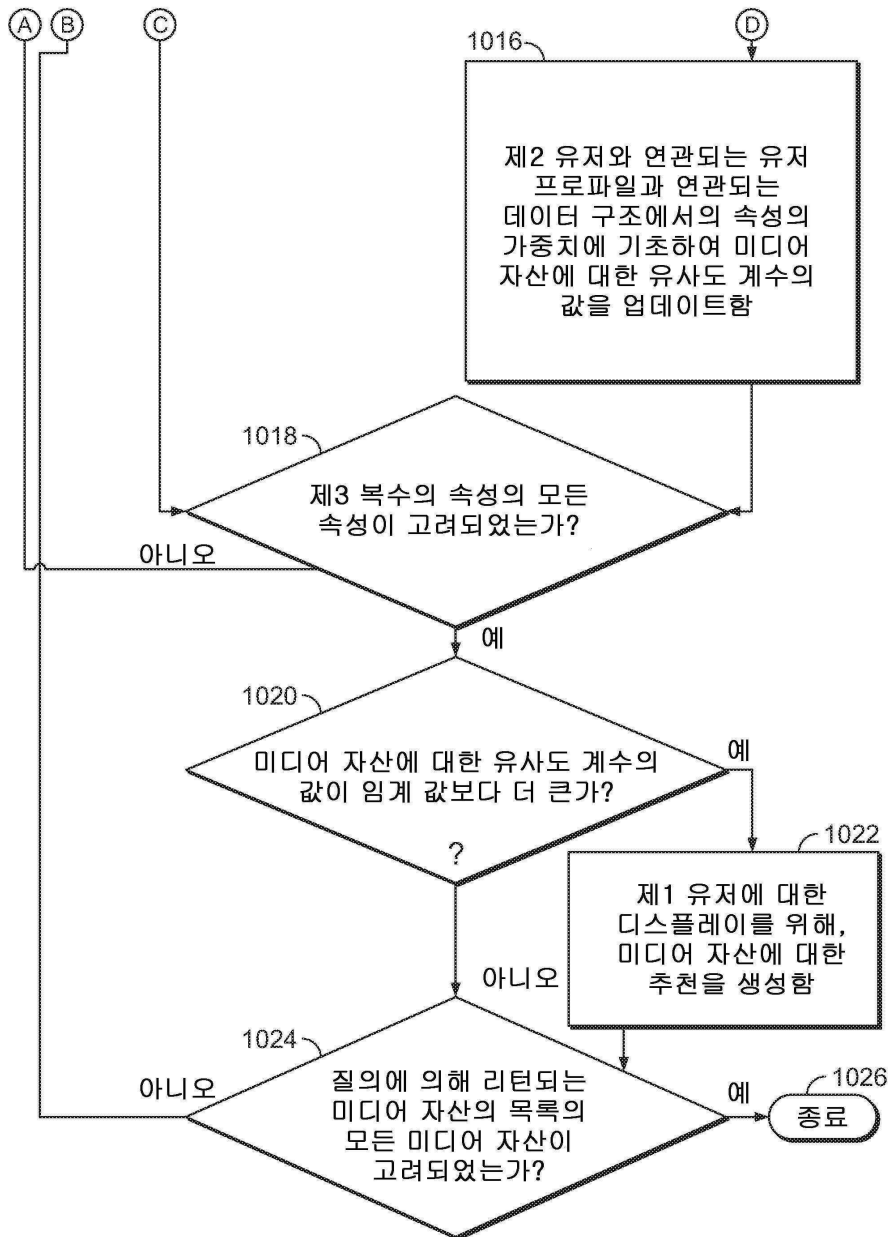 A B C D
1016
제2 유저와 연관되는 유저
프로파일과 연관되는
데이터 구조에서의 속성의
가중치에 기초하여 미디어
자산에 대한 유사도 계수의
값을 업데이트함
1018
제3 복수의 속성의 모든
속성이 고려되었는가?
아니오
예
1020
미디어 자산에 대한 유사도 계수의
값이 임계 값보다 더 큰가?
?
예
1022
제1 유저에 대한
디스플레이를 위해,
미디어 자산에 대한
추천을 생성함
아니오
1024
질의에 의해 리턴되는
미디어 자산의 목록의
모든 미디어 자산이
고려되었는가?
아니오
예
1026
종료